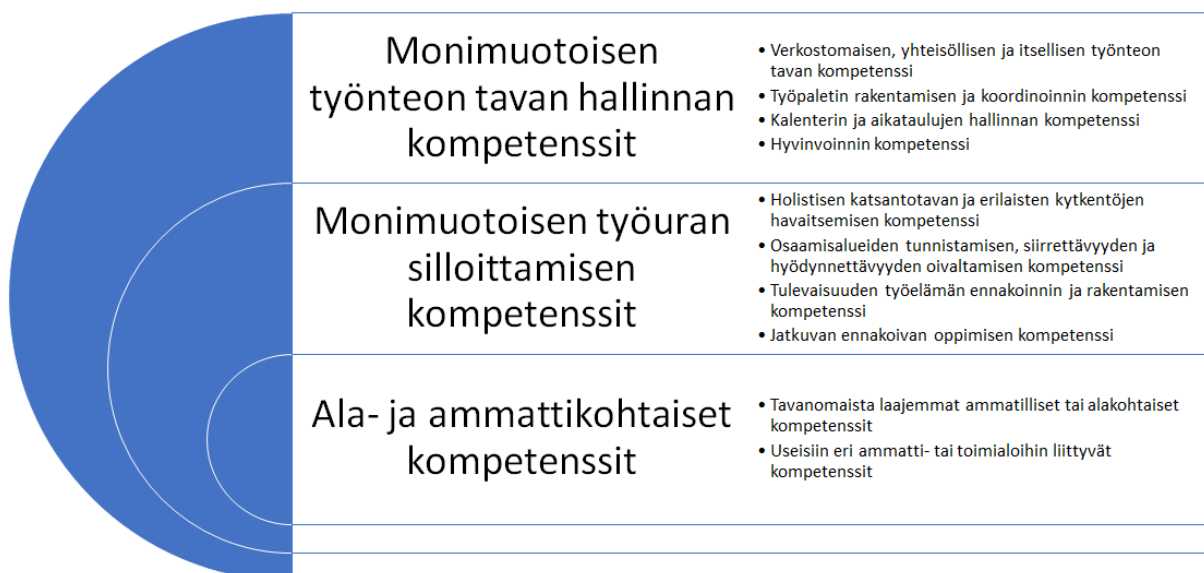 Monimuotoisen
työnteon tavan hallinnan
kompetenssit
• Verkostomaisen, yhteisöllisen ja itsellisen työnteon
tavan kompetenssi
• Työpaletin rakentamisen ja koordinoinnin kompetenssi
• Kalenterin ja aikataulujen hallinnan kompetenssi
• Hyvinvoinnin kompetenssi
Monimuotoisen työuran
silloittamisen
kompetenssit
• Holistisen katsantotavan ja erilaisten kytkentöjen
havaitsemisen kompetenssi
• Osaamisalueiden tunnistamisen, siirrettävyyden ja
hyödynnettävyyden oivaltamisen kompetenssi
• Tulevaisuuden työelämän ennakoinnin ja rakentamisen
kompetenssi
• Jatkuvan ennakoivan oppimisen kompetenssi
Ala- ja ammattikohtaiset
kompetenssit
• Tavanomaista laajemmat ammatilliset tai alakohtaiset
kompetenssit
• Useisiin eri ammatti- tai toimialoihin liittyvät
kompetenssit